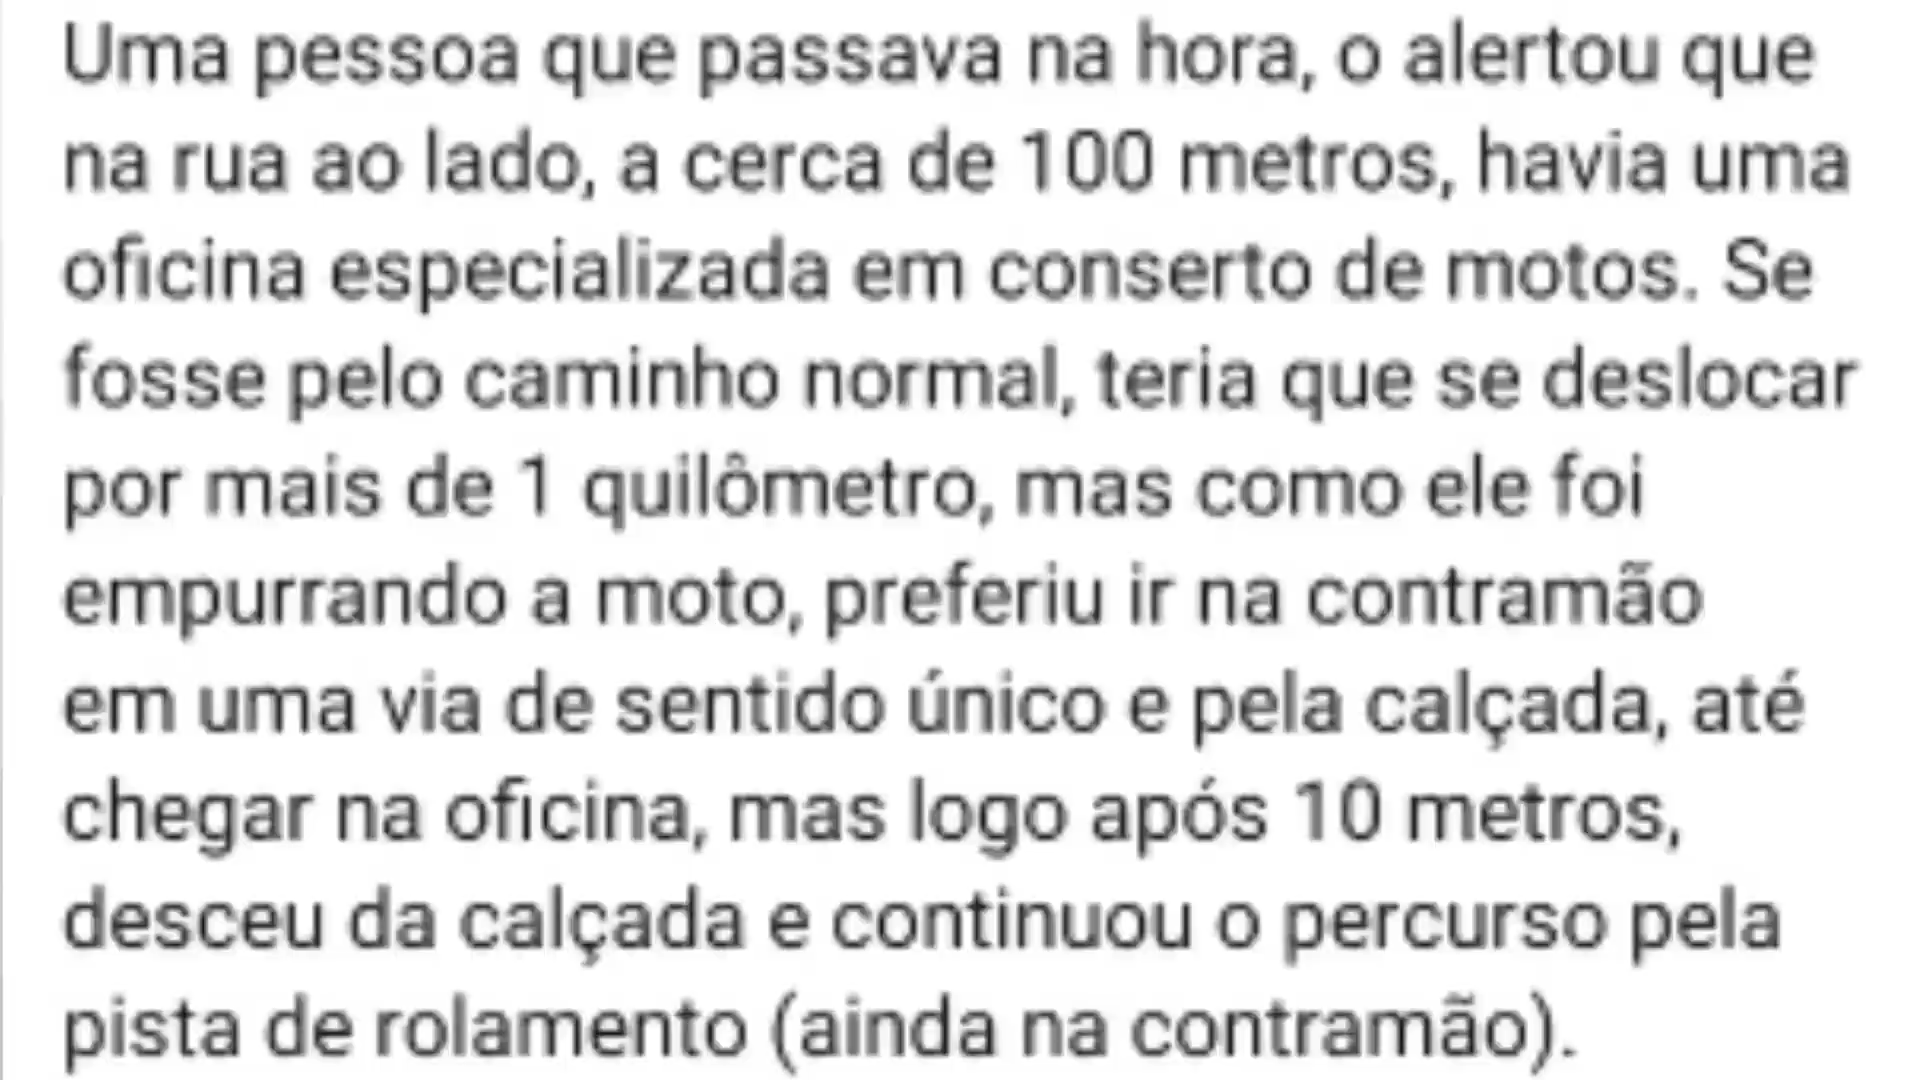 Uma pessoa que passava na hora, o alertou que
na rua ao lado, a cerca de 100 metros, havia uma
oficina especializada em conserto de motos. Se
fosse pelo caminho normal, teria que se deslocar
por mais de 1 quilômetro, mas como ele foi
empurrando a moto, preferiu ir na contramão
em uma via de sentido único e pela calçada, até
chegar na oficina, mas logo após 10 metros,
desceu da calçada e continuou o percurso pela
pista de rolamento (ainda na contramão).